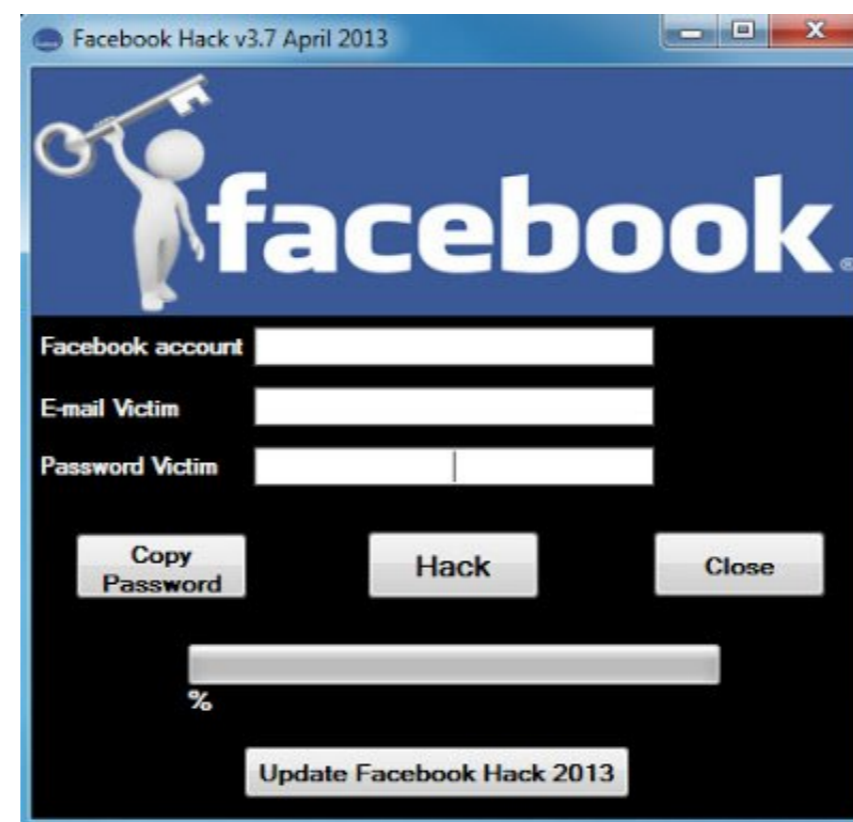 Facebook Hack v3.7 April 2013
facebook®
Facebook account
E-mail Victim
Password Victim
Copy
Password
Hack
Close
%
Update Facebook Hack 2013